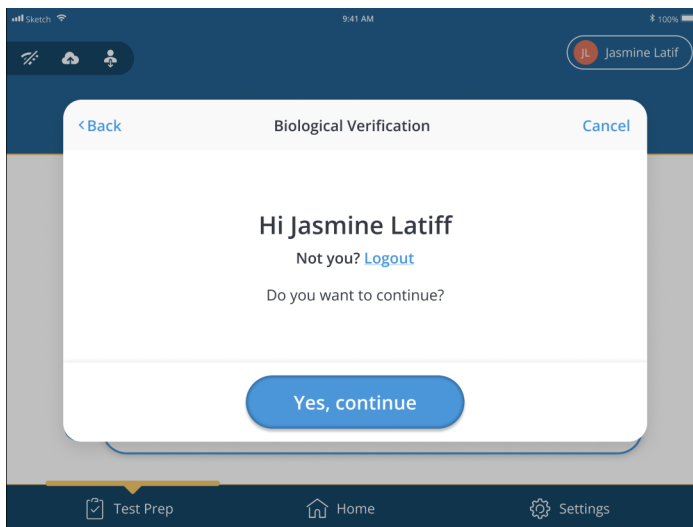 Sketch 9:41 AM 100%
JL Jasmine Latif
Back Biological Verification Cancel
Hi Jasmine Latiff
Not you? Logout
Do you want to continue?
Yes, continue
Test Prep Home Settings